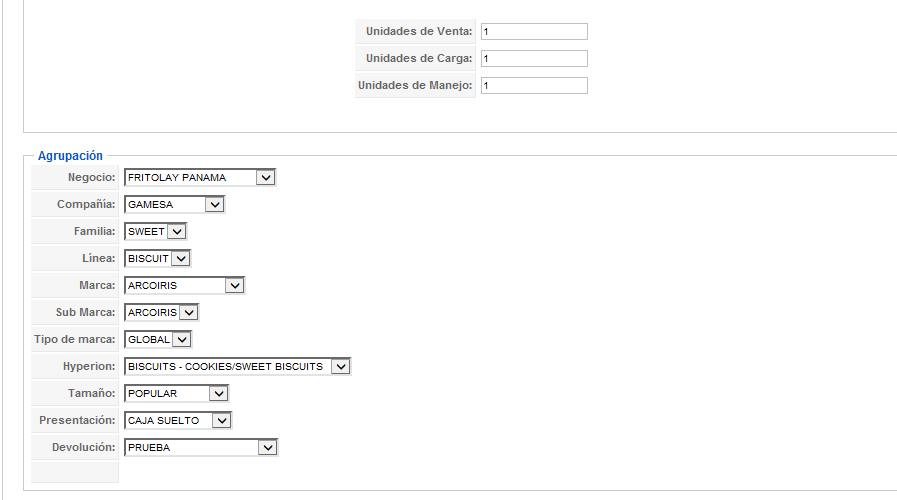 Unidades de Venta: 1
Unidades de Carga: 1
Unidades de Manejo: 1
Agrupación
Negocio: FRITOLAY PANAMA
Compañía: GAMESA
Familia: SWEET
Línea: BISCUIT
Marca: ARCOIRIS
Sub Marca: ARCOIRIS
Tipo de marca: GLOBAL
Hyperion: BISCUITS - COOKIES/SWEET BISCUITS
Tamaño: POPULAR
Presentación: CAJA SUELTO
Devolución: PRUEBA